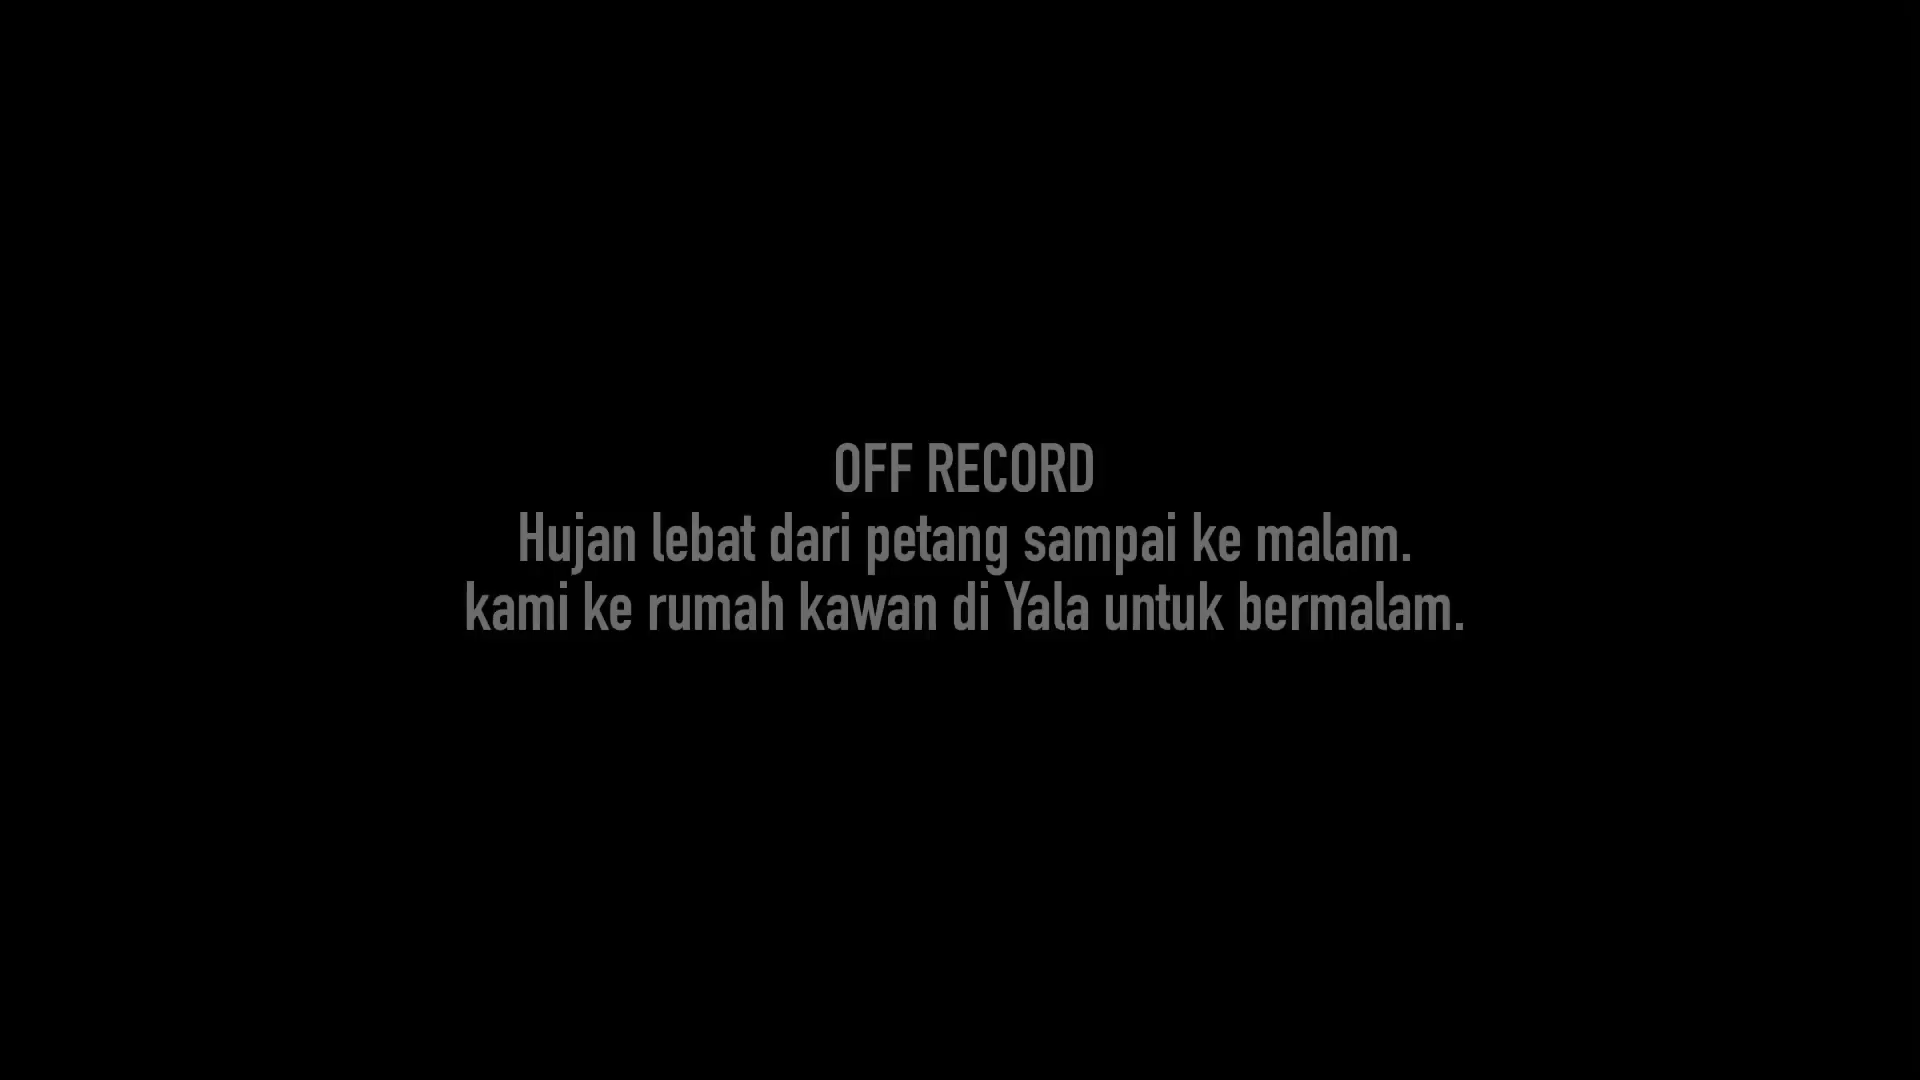 OFF RECORD
Hujan lebat dari petang sampai ke malam.
kami ke rumah kawan di Yala untuk bermalam.